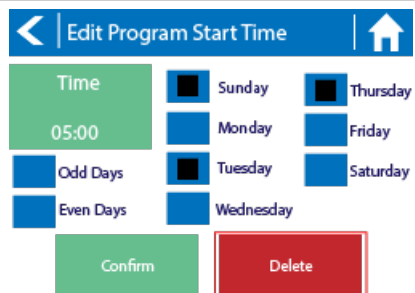 Edit Program Start Time
Time
05:00
Sunday
Thursday
Monday
Friday
Odd Days
Tuesday
Saturday
Even Days
Wednesday
Confirm
Delete